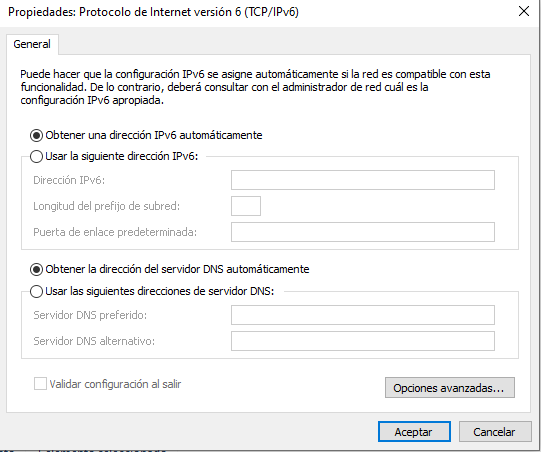 Propiedades: Protocolo de Internet versión 6 (TCP/IPv6)
General
Puede hacer que la configuración IPv6 se asigne automáticamente si la red es compatible con esta
funcionalidad. De lo contrario, deberá consultar con el administrador de red cuál es la
configuración IPv6 apropiada.
Obtener una dirección IPv6 automáticamente
Usar la siguiente dirección IPv6:
Dirección IPv6:
Longitud del prefijo de subred:
Puerta de enlace predeterminada:
Obtener la dirección del servidor DNS automáticamente
Usar las siguientes direcciones de servidor DNS:
Servidor DNS preferido:
Servidor DNS alternativo:
Validar configuración al salir
Opciones avanzadas...
Aceptar
Cancelar